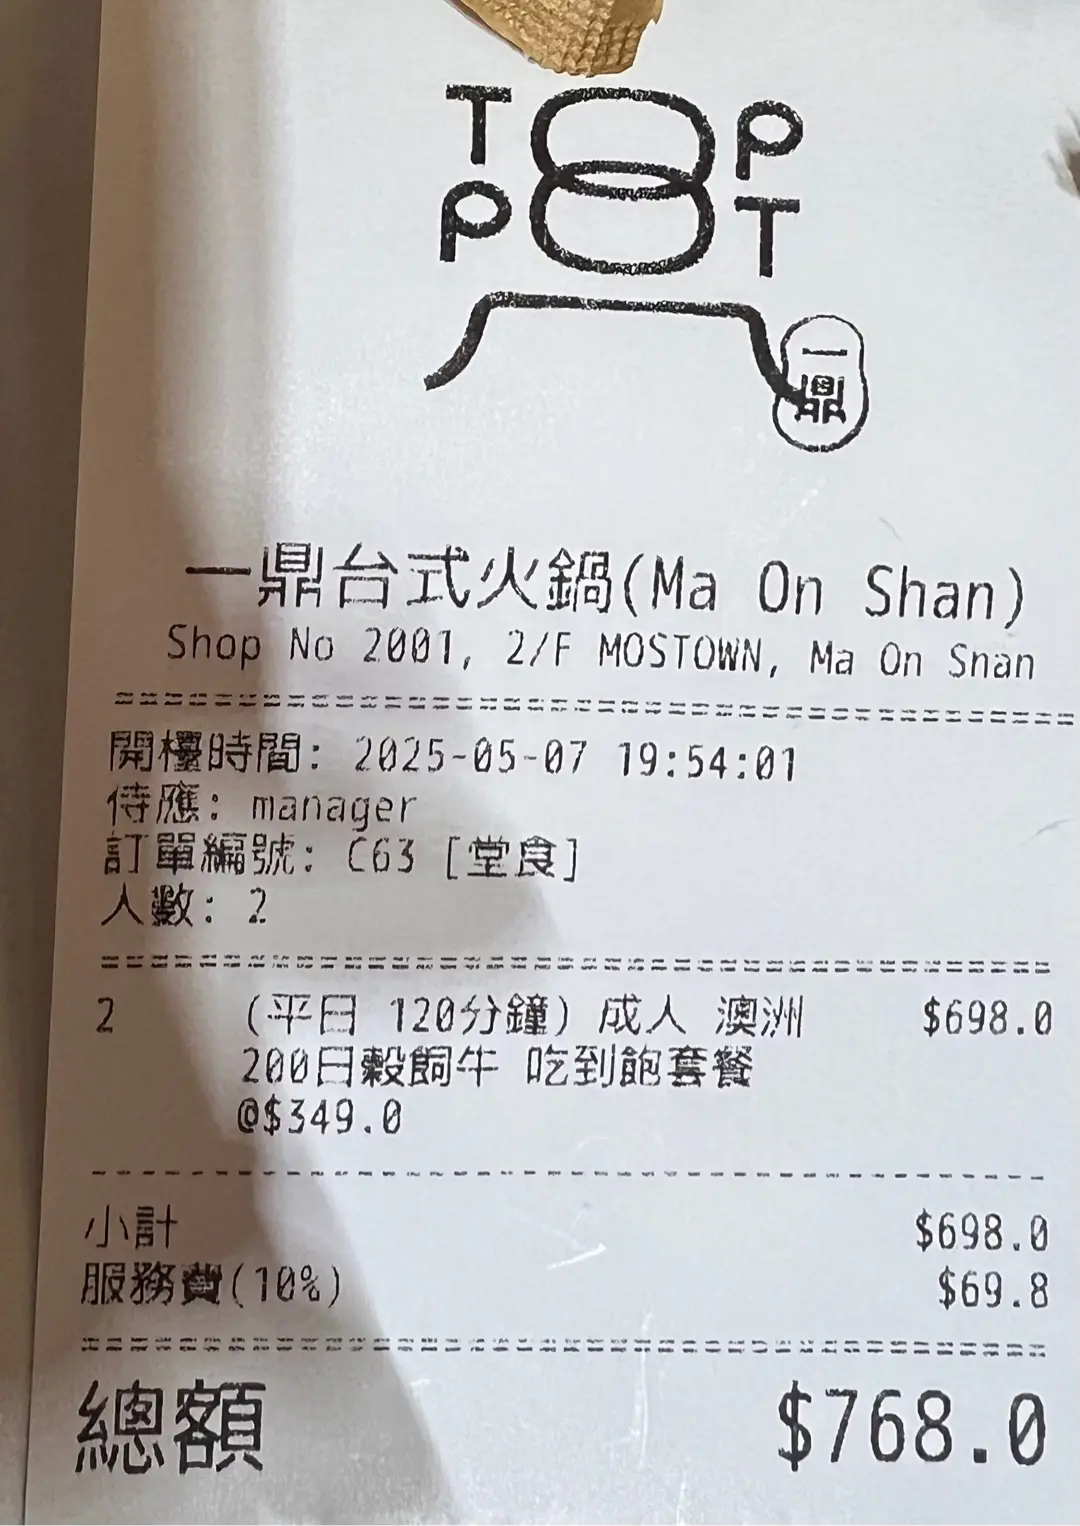 TOP
POT
一鼎
一鼎台式火鍋(Ma On Shan)
Shop No 2001, 2/F MOSTOWN, Ma On Shan
開檯時間: 2025-05-07 19:54:01
侍應: manager
訂單編號: C63 [堂食]
人數: 2
2 (平日 120分鐘) 成人 澳洲 $698.0
200日穀飼牛 吃到飽套餐
@$349.0
小計 $698.0
服務費(10%) $69.8
總額 $768.0